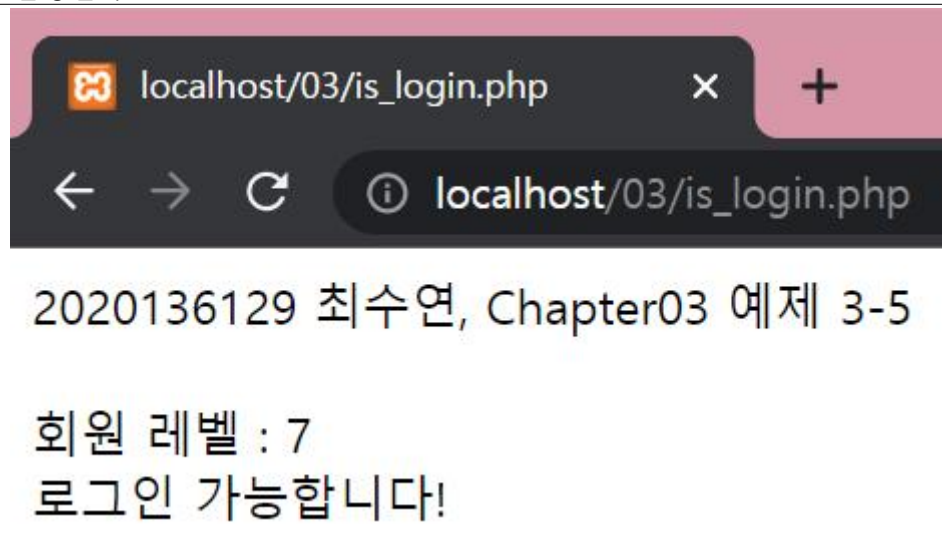 localhost/03/is_login.php
localhost/03/is_login.php
2020136129 최수연, Chapter03 예제 3-5
회원 레벨 : 7
로그인 가능합니다!